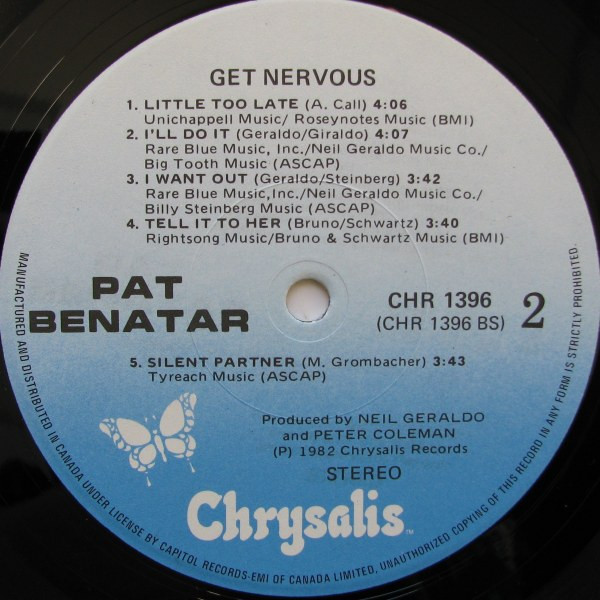 GET NERVOUS
1. LITTLE TOO LATE (A. Call) 4:06
Unichappell Music/ Roseynotes Music (BMI)
2. I'LL DO IT (Geraldo/Giraldo) 4:07
Rare Blue Music, Inc./Neil Geraldo Music Co./
Big Tooth Music (ASCAP)
3. I WANT OUT (Geraldo/Steinberg) 3:42
Rare Blue Music,Inc./Neil Geraldo Music Co./
Billy Steinberg Music (ASCAP)
4. TELL IT TO HER (Bruno/Schwartz) 3:40
Rightsong Music/Bruno & Schwartz Music (BMI)
PAT
BENATAR
CHR 1396
(CHR 1396 BS)
2
5. SILENT PARTNER (M. Grombacher) 3:43
Tyreach Music (ASCAP)
Produced by NEIL GERALDO
and PETER COLEMAN
(P) 1982 Chrysalis Records
STEREO
Chrysalis™
MANUFACTURED AND DISTRIBUTED IN CANADA UNDER LICENSE BY CAPITOL RECORDS-EMI OF CANADA LIMITED, UNAUTHORIZED COPYING OF THIS RECORD IN ANY FORM IS STRICTLY PROHIBITED.